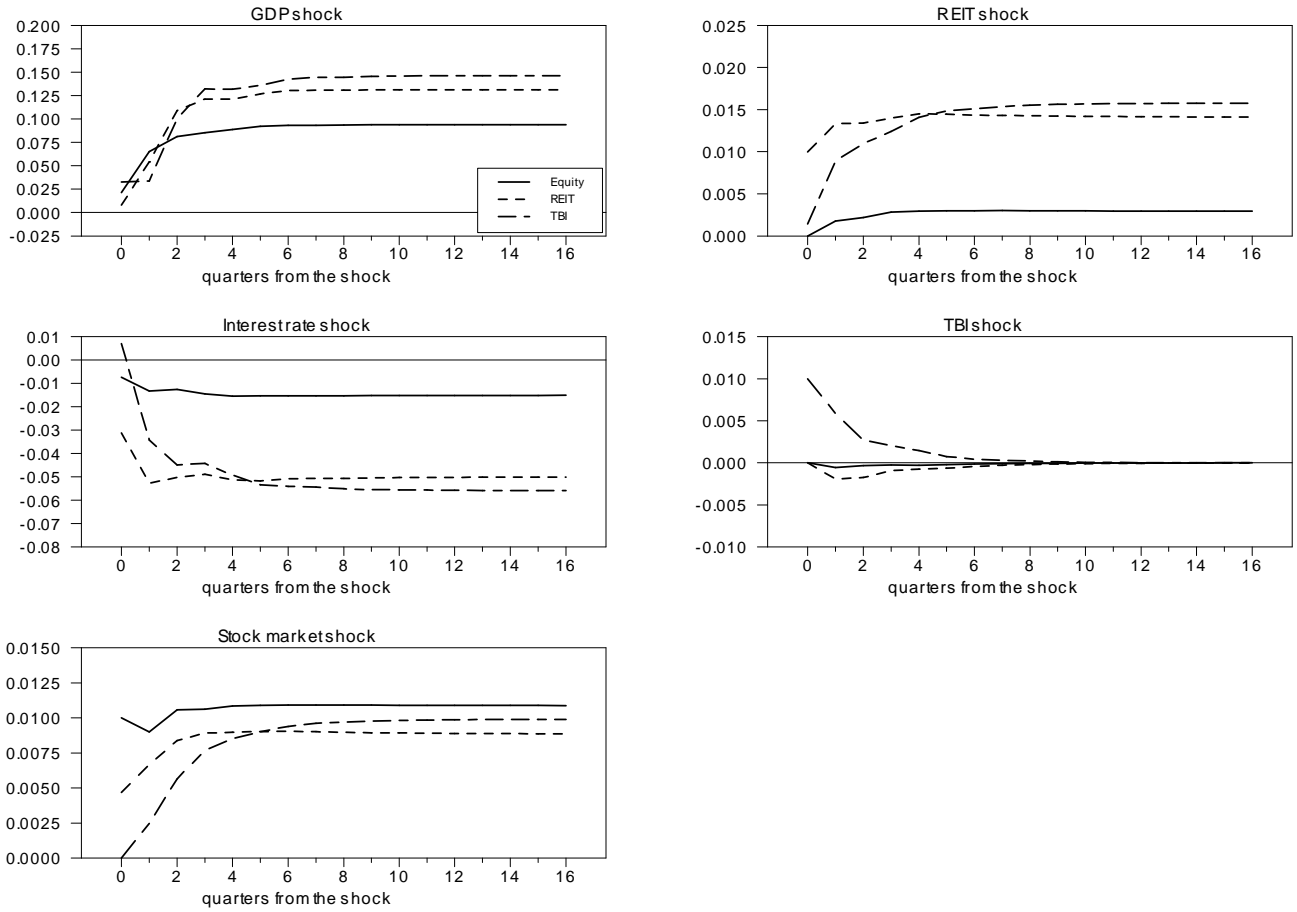 GDP shock
0.200
0.175
0.150
0.125
0.100
0.075
0.050
0.025
0.000
-0.025
Equity
REIT
TBI
0 2 4 6 8 10 12 14 16
quarters from the shock
REIT shock
0.025
0.020
0.015
0.010
0.005
0.000
0 2 4 6 8 10 12 14 16
quarters from the shock
Interest rate shock
0.01
0.00
-0.01
-0.02
-0.03
-0.04
-0.05
-0.06
-0.07
-0.08
0 2 4 6 8 10 12 14 16
quarters from the shock
TBI shock
0.015
0.010
0.005
0.000
-0.005
-0.010
0 2 4 6 8 10 12 14 16
quarters from the shock
Stock market shock
0.0150
0.0125
0.0100
0.0075
0.0050
0.0025
0.0000
0 2 4 6 8 10 12 14 16
quarters from the shock